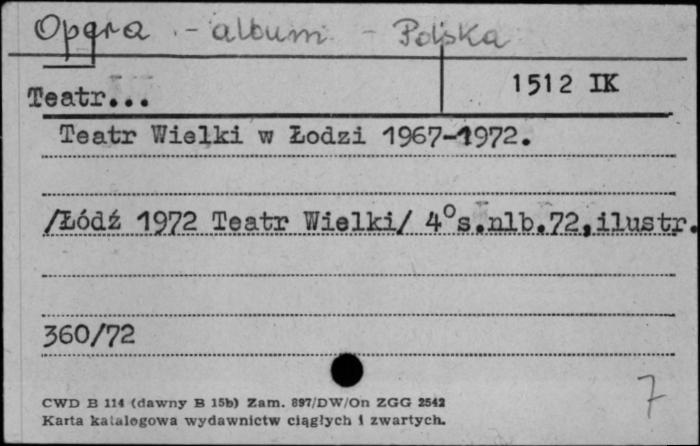 Opera - album - Polska
1512 IK
Teatr...
Teatr Wielki w Łodzi 1967-1972.
/Łódź 1972 Teatr Wielki/ 4°s.nlb.72,ilustr.
360/72
7
CWD B 114 (dawny B 15b) Zam. 897/DW/On ZGG 2542
Karta katalogowa wydawnictw ciągłych i zwartych.